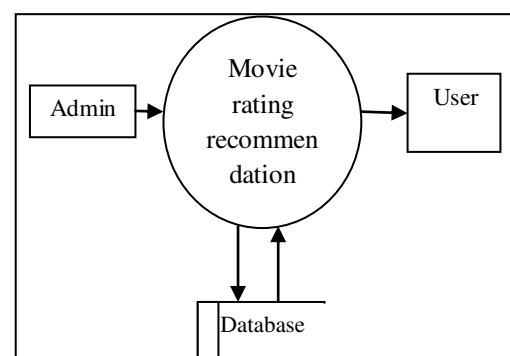 Admin
Movie
rating
recommen
dation
User
Database